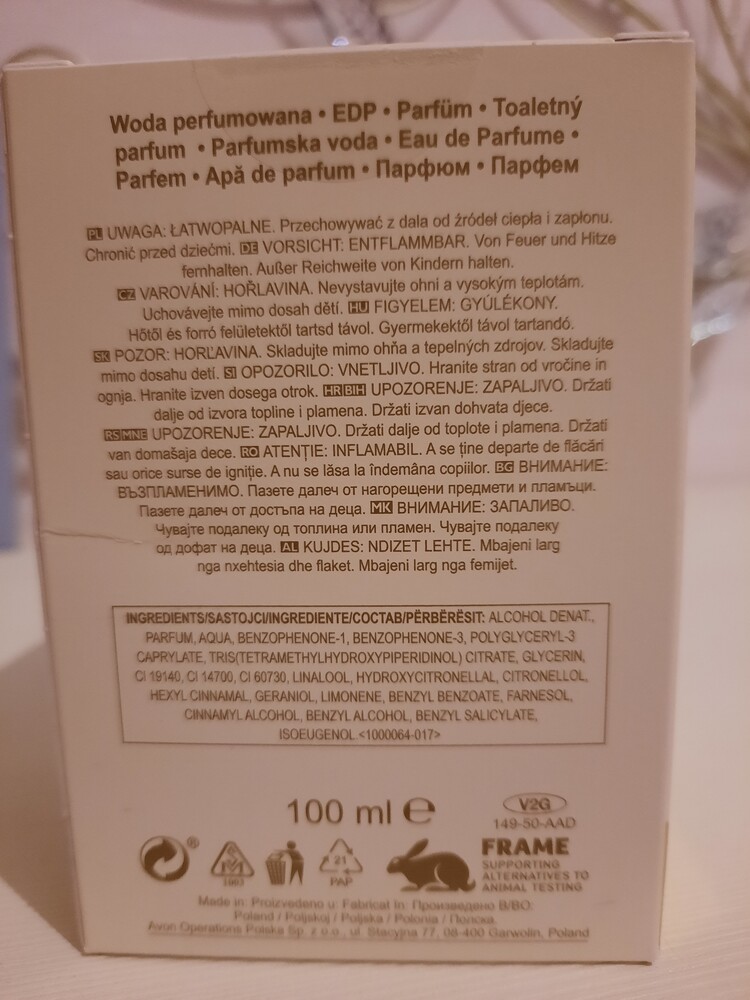 Woda perfumowana • EDP • Parfüm • Toaletný
parfum • Parfumska voda • Eau de Parfume •
Parfem • Apă de parfum • Парфюм • Парфем
PL UWAGA: ŁATWOPALNE. Przechowywać z dala od źródeł ciepła i zapłonu.
Chronić przed dziećmi. DE VORSICHT: ENTFLAMMBAR. Von Feuer und Hitze
fernhalten. Außer Reichweite von Kindern halten.
CZ VAROVÁNÍ: HOŘLAVINA. Nevystavujte ohni a vysokým teplotám.
Uchovávejte mimo dosah dětí. HU FIGYELEM: GYÚLÉKONY.
Hőtől és forró felületektől tartsd távol. Gyermekektől távol tartandó.
SK POZOR: HORĽAVINA. Skladujte mimo ohňa a tepelných zdrojov. Skladujte
mimo dosahu detí. SI OPOZORILO: VNETLJIVO. Hranite stran od vročine in
ognja. Hranite izven dosega otrok. HR/BIH UPOZORENJE: ZAPALJIVO. Držati
dalje od izvora topline i plamena. Držati izvan dohvata djece.
RS/MNE UPOZORENJE: ZAPALJIVO. Držati dalje od toplote i plamena. Držati
van domašaja dece. RO ATENȚIE: INFLAMABIL. A se ține departe de flăcări
sau orice surse de igniție. A nu se lăsa la îndemâna copiilor. BG ВНИМАНИЕ:
ВЪЗПЛАМЕНИМО. Пазете далеч от нагорещени предмети и пламъци.
Пазете далеч от достъпа на деца. MK ВНИМАНИЕ: ЗАПАЛИВО.
Чувајте подалеку од топлина или пламен. Чувајте подалеку
од дофат на деца. AL KUJDES: NDIZET LEHTE. Mbajeni larg
nga nxehtesia dhe flaket. Mbajeni larg nga femijet.
INGREDIENTS/SASTOJCI/INGREDIENTE/СОСТАВ/PËRBËRËSIT: ALCOHOL DENAT.,
PARFUM, AQUA, BENZOPHENONE-1, BENZOPHENONE-3, POLYGLYCERYL-3
CAPRYLATE, TRIS(TETRAMETHYLHYDROXYPIPERIDINOL) CITRATE, GLYCERIN,
CI 19140, CI 14700, CI 60730, LINALOOL, HYDROXYCITRONELLAL, CITRONELLOL,
HEXYL CINNAMAL, GERANIOL, LIMONENE, BENZYL BENZOATE, FARNESOL,
CINNAMYL ALCOHOL, BENZYL ALCOHOL, BENZYL SALICYLATE,
ISOEUGENOL <1000064-017>
100 ml ℮
V2G
149-50-AAD
®
21
PAP
FRAME
SUPPORTING
ALTERNATIVES TO
ANIMAL TESTING
Made in: Proizvedeno u: Fabricat în: Произведено В/ВО:
Poland / Poljskoj / Poljska / Polonia / Полска.
Avon Operations Polska Sp. z o.o., ul. Stacyjna 77, 08-400 Garwolin, Poland